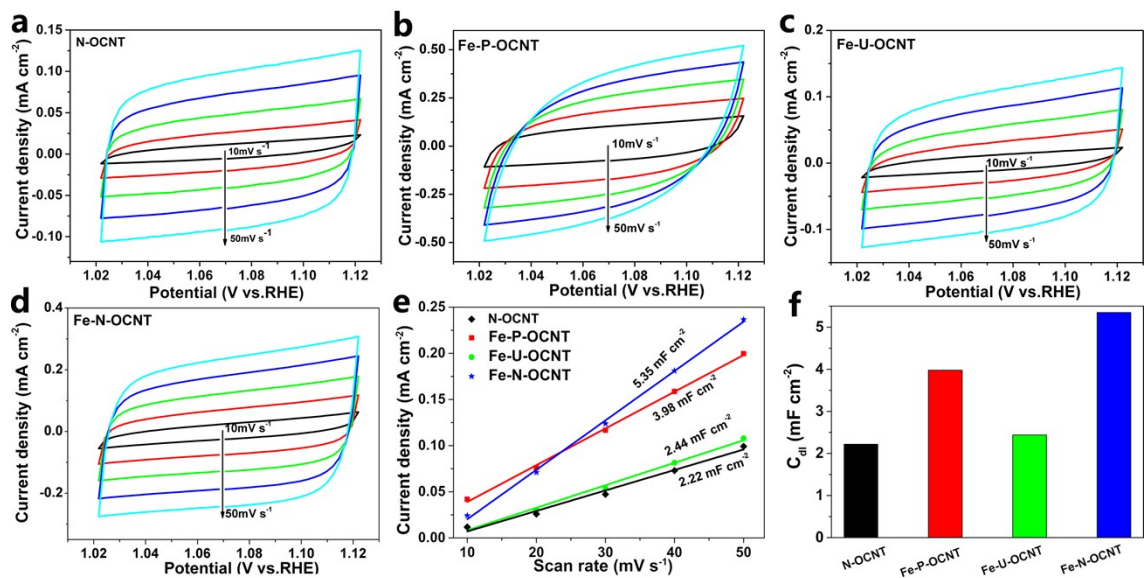 a
N-OCNT
0.15
0.10
0.05
0.00
-0.05
-0.10
Current density (mA cm⁻²)
10mV s⁻¹
50mV s⁻¹
1.02 1.04 1.06 1.08 1.10 1.12
Potential (V vs.RHE)
b
Fe-P-OCNT
0.50
0.25
0.00
-0.25
-0.50
Current density (mA cm⁻²)
10mV s⁻¹
50mV s⁻¹
1.02 1.04 1.06 1.08 1.10 1.12
Potential (V vs.RHE)
c
Fe-U-OCNT
0.2
0.1
0.0
-0.1
Current density (mA cm⁻²)
10mV s⁻¹
50mV s⁻¹
1.02 1.04 1.06 1.08 1.10 1.12
Potential (V vs.RHE)
d
Fe-N-OCNT
0.4
0.2
0.0
-0.2
Current density (mA cm⁻²)
10mV s⁻¹
50mV s⁻¹
1.02 1.04 1.06 1.08 1.10 1.12
Potential (V vs.RHE)
e
N-OCNT
Fe-P-OCNT
Fe-U-OCNT
Fe-N-OCNT
0.25
0.20
0.15
0.10
0.05
0.00
Current density (mA cm⁻²)
5.35 mF cm⁻²
3.98 mF cm⁻²
2.44 mF cm⁻²
2.22 mF cm⁻²
10 20 30 40 50
Scan rate (mV s⁻¹)
f
5
4
3
2
1
0
C_dl (mF cm⁻²)
N-OCNT Fe-P-OCNT Fe-U-OCNT Fe-N-OCNT